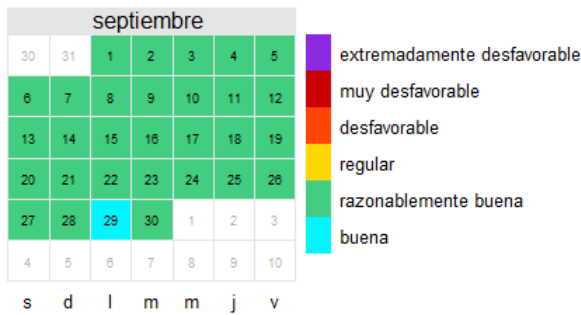 septiembre
30 31 1 2 3 4 5
6 7 8 9 10 11 12
13 14 15 16 17 18 19
20 21 22 23 24 25 26
27 28 29 30 1 2 3
4 5 6 7 8 9 10
s d l m m j v
extremadamente desfavorable
muy desfavorable
desfavorable
regular
razonablemente buena
buena